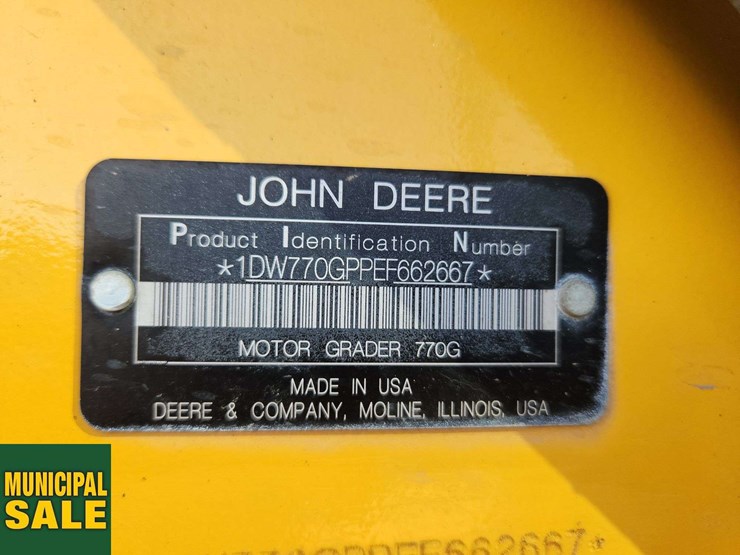 JOHN DEERE
Product Identification Number
*1DW770GPPEF662667*
MOTOR GRADER 770G
MADE IN USA
DEERE & COMPANY, MOLINE, ILLINOIS, USA
MUNICIPAL
SALE
770GPPEF662667*